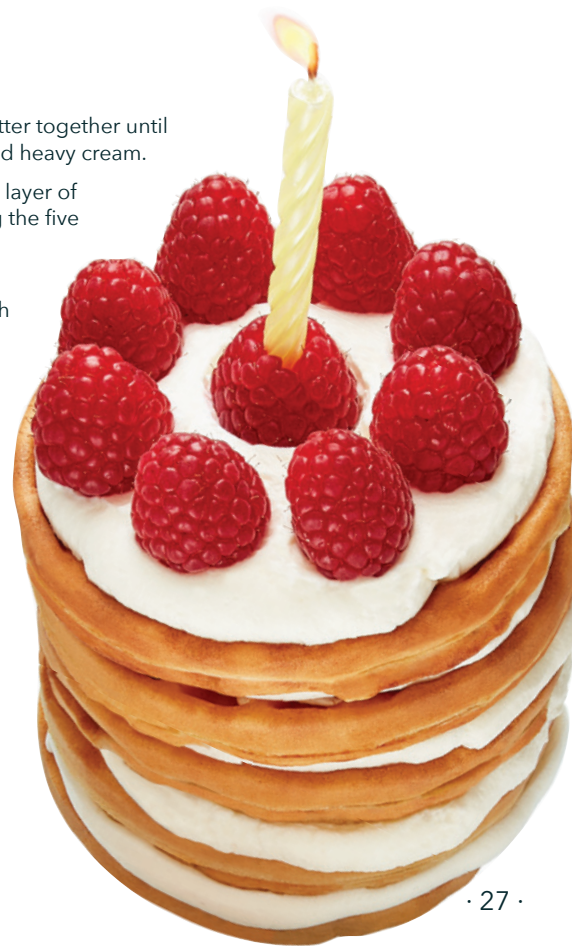 tter together until
d heavy cream.
layer of
g the five
h
· 27 ·